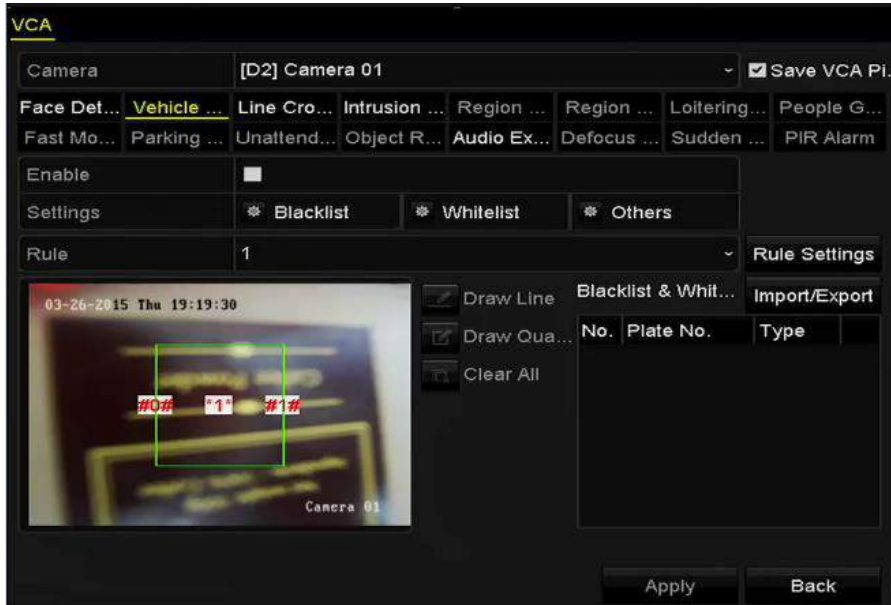 VCA
Camera [D2] Camera 01 Save VCA Pi.
Face Det... Vehicle ... Line Cro... Intrusion ... Region ... Region ... Loitering... People G...
Fast Mo... Parking ... Unattend... Object R... Audio Ex... Defocus ... Sudden ... PIR Alarm
Enable
Settings Blacklist Whitelist Others
Rule 1 Rule Settings
03-26-2015 Thu 19:19:30
Draw Line Blacklist & Whit... Import/Export
Draw Qua... No. Plate No. Type
Clear All
#0# *1* #1#
Camera 01
Apply Back